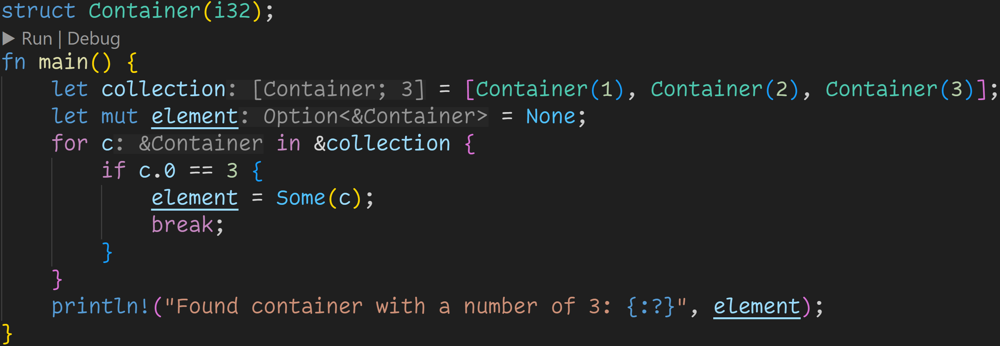 struct Container(i32);
▶ Run | Debug
fn main() {
    let collection: [Container; 3] = [Container(1), Container(2), Container(3)];
    let mut element: Option<&Container> = None;
    for c: &Container in &collection {
        if c.0 == 3 {
            element = Some(c);
            break;
        }
    }
    println!("Found container with a number of 3: {:?}", element);
}